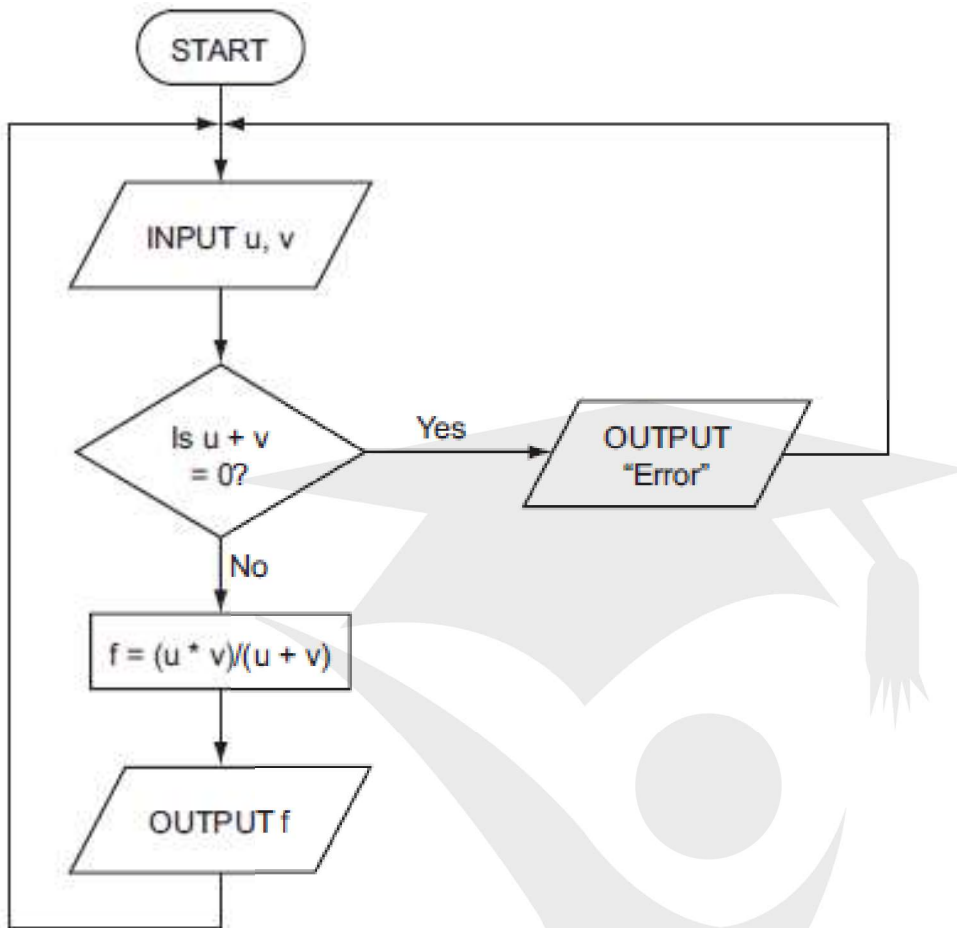 START
INPUT u, v
Is u + v
= 0?
Yes
OUTPUT
“Error”
No
f = (u * v)/(u + v)
OUTPUT f